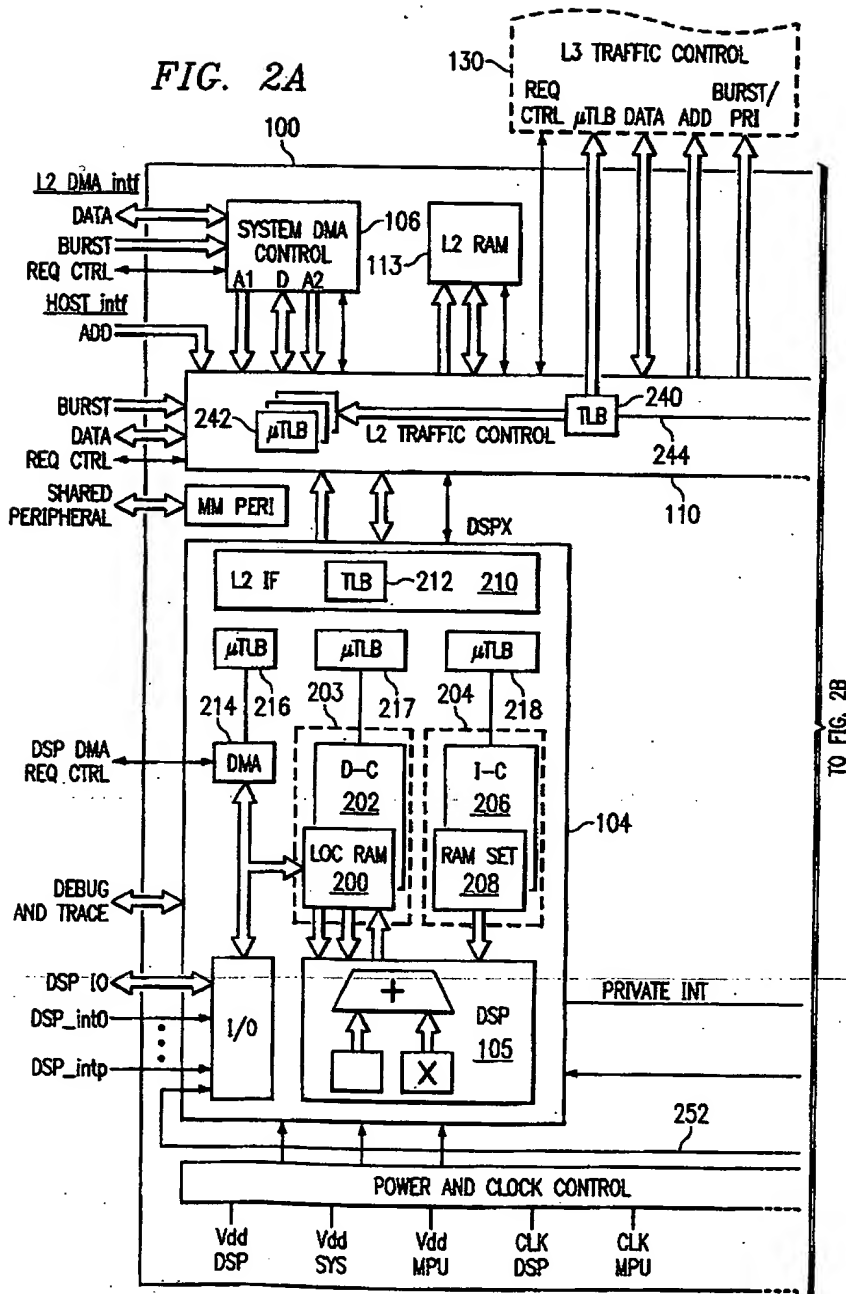 FIG. 2A
130
L3 TRAFFIC CONTROL
REQ CTRL
μTLB
DATA
ADD
BURST/ PRI
100
L2 DMA intf
DATA
BURST
REQ CTRL
SYSTEM DMA CONTROL
A1 D A2
106
113
L2 RAM
HOST intf
ADD
BURST
DATA
REQ CTRL
242
μTLB
L2 TRAFFIC CONTROL
TLB
240
244
110
SHARED PERIPHERAL
MM PERI
DSPX
L2 IF
TLB
212
210
μTLB
μTLB
μTLB
214
216
203
217
204
218
DSP DMA REQ CTRL
DMA
D-C
202
I-C
206
104
LOC RAM
200
RAM SET
208
DEBUG AND TRACE
DSP IO
DSP_int0
DSP_intp
I/O
+
X
DSP
105
PRIVATE INT
252
POWER AND CLOCK CONTROL
Vdd DSP
Vdd SYS
Vdd MPU
CLK DSP
CLK MPU
TO FIG. 2B